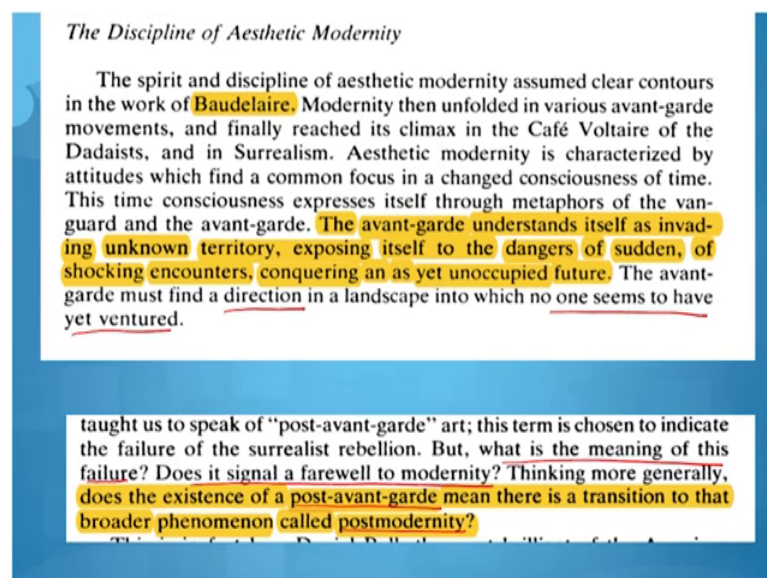 The Discipline of Aesthetic Modernity
The spirit and discipline of aesthetic modernity assumed clear contours
in the work of Baudelaire. Modernity then unfolded in various avant-garde
movements, and finally reached its climax in the Café Voltaire of the
Dadaists, and in Surrealism. Aesthetic modernity is characterized by
attitudes which find a common focus in a changed consciousness of time.
This time consciousness expresses itself through metaphors of the van-
guard and the avant-garde. The avant-garde understands itself as invad-
ing unknown territory, exposing itself to the dangers of sudden, of
shocking encounters, conquering an as yet unoccupied future. The avant-
garde must find a direction in a landscape into which no one seems to have
yet ventured.
taught us to speak of “post-avant-garde” art; this term is chosen to indicate
the failure of the surrealist rebellion. But, what is the meaning of this
failure? Does it signal a farewell to modernity? Thinking more generally,
does the existence of a post-avant-garde mean there is a transition to that
broader phenomenon called postmodernity?